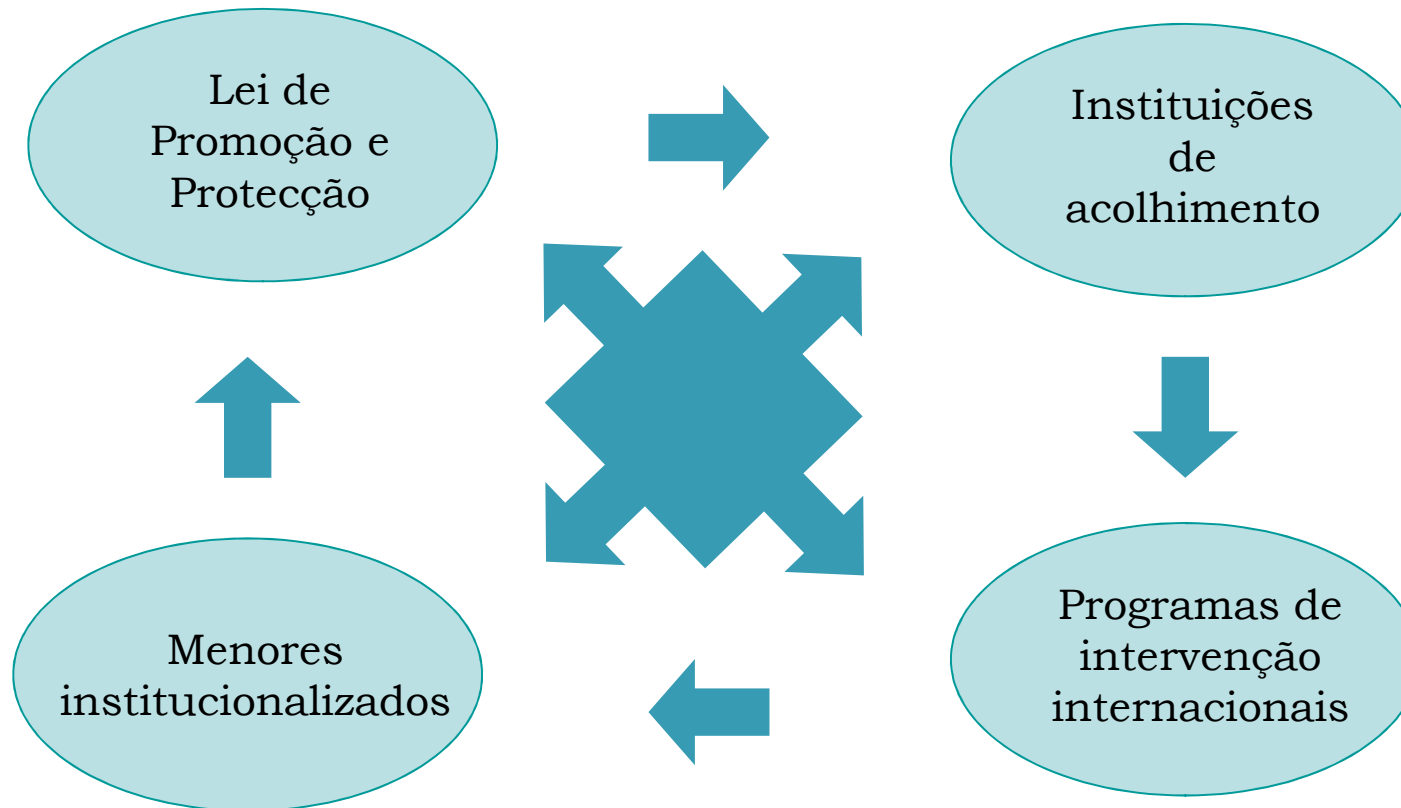 Lei de
Promoção e
Protecção
Instituições
de
acolhimento
Menores
institucionalizados
Programas de
intervenção
internacionais